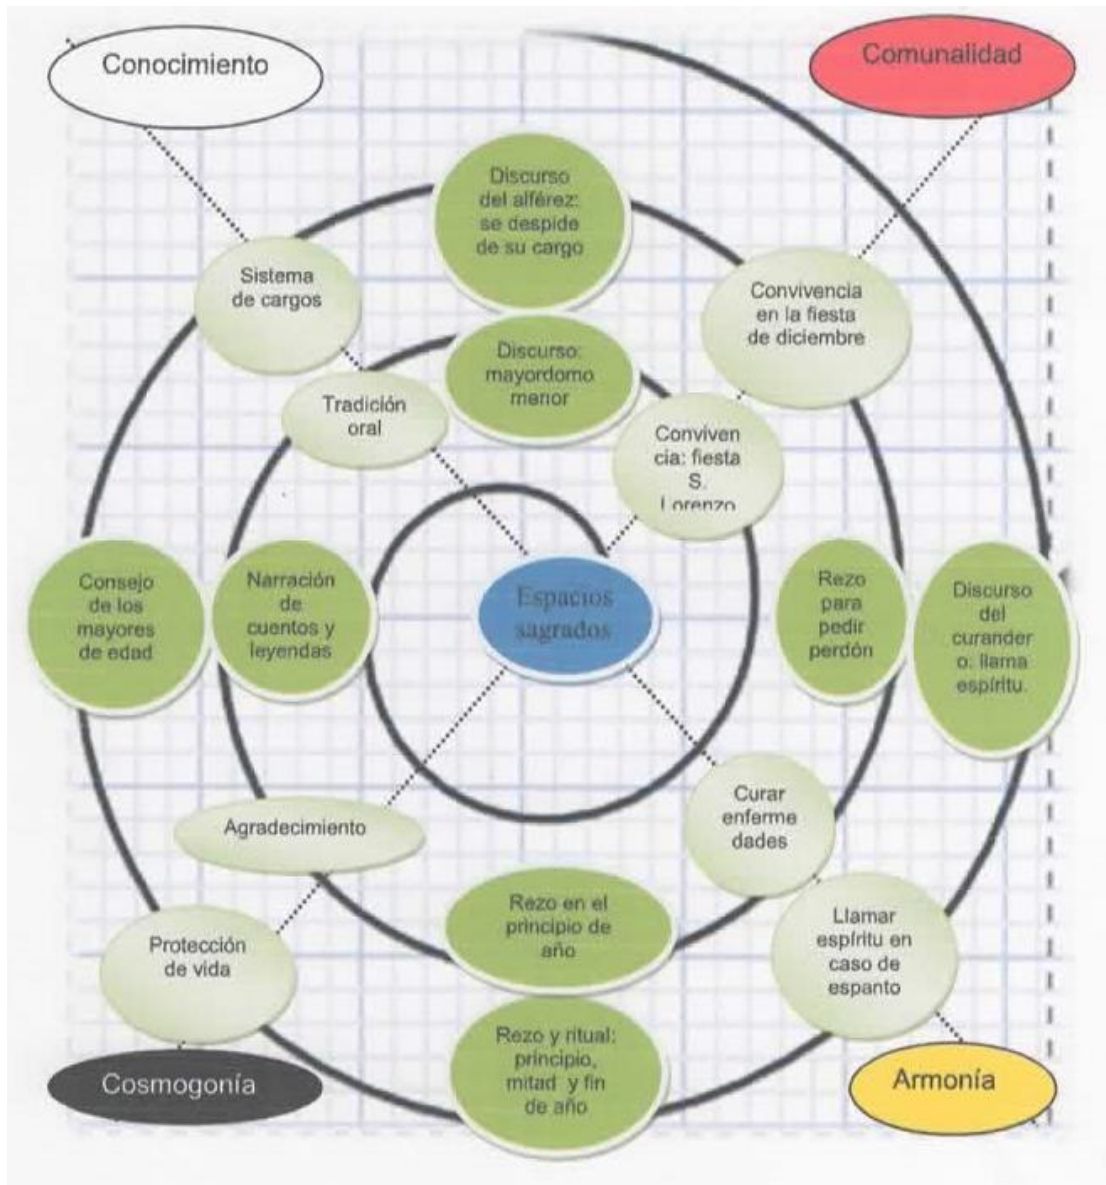 Conocimiento
Comunalidad
Discurso
del alférez:
se despide
de su cargo
Sistema
de cargos
Convivencia
en la fiesta
de diciembre
Discurso:
mayordomo
menor
Tradición
oral
Conviven
cia: fiesta
S.
Lorenzo
Consejo
de los
mayores
de edad
Narración
de
cuentos y
leyendas
Espacios
sagrados
Rezo
para
pedir
perdón
Discurso
del
curander
o: llama
espíritu.
Agradecimiento
Curar
enferme
dades
Rezo en el
principio de
año
Protección
de vida
Llamar
espíritu en
caso de
espanto
Rezo y ritual:
principio,
mitad y fin
de año
Cosmogonía
Armonía